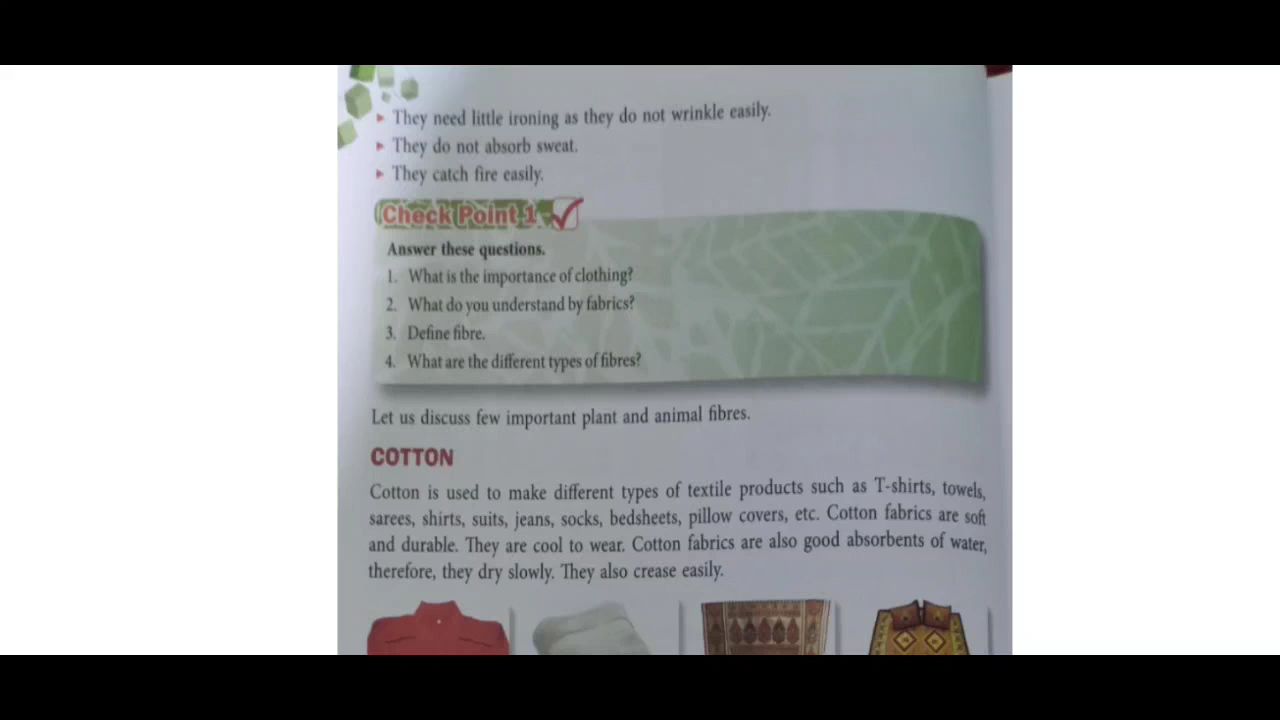 They need little ironing as they do not wrinkle easily.
They do not absorb sweat.
They catch fire easily.
Check Point 1
Answer these questions.
1. What is the importance of clothing?
2. What do you understand by fabrics?
3. Define fibre.
4. What are the different types of fibres?
Let us discuss few important plant and animal fibres.
COTTON
Cotton is used to make different types of textile products such as T-shirts, towels,
sarees, shirts, suits, jeans, socks, bedsheets, pillow covers, etc. Cotton fabrics are soft
and durable. They are cool to wear. Cotton fabrics are also good absorbents of water,
therefore, they dry slowly. They also crease easily.